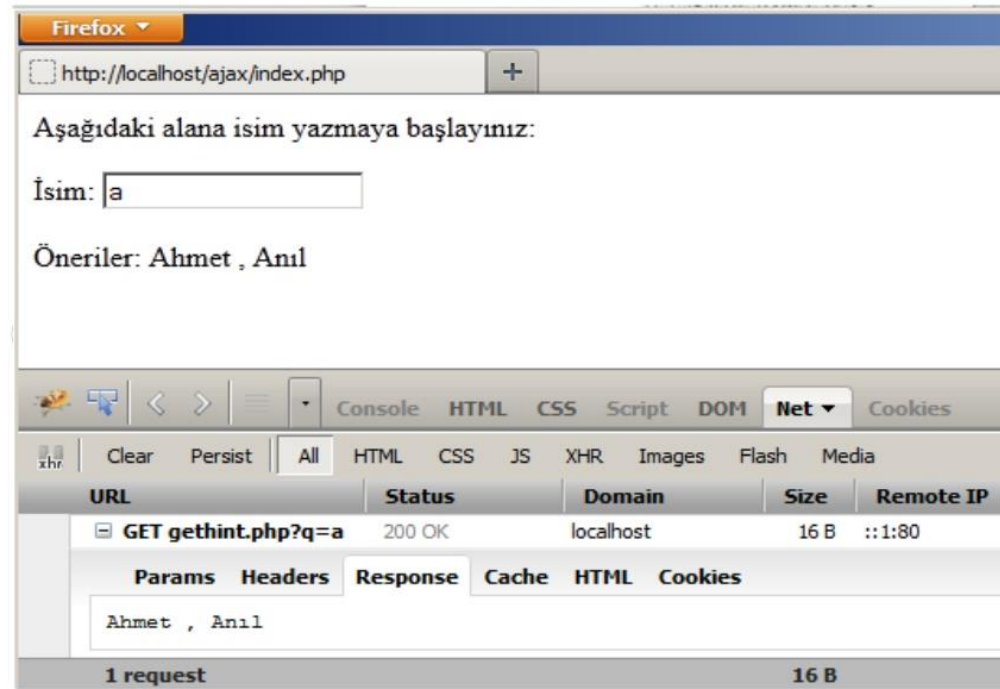 Firefox
http://localhost/ajax/index.php +
Aşağıdaki alana isim yazmaya başlayınız:
İsim: a
Öneriler: Ahmet , Anıl
Console HTML CSS Script DOM Net Cookies
xhr Clear Persist All HTML CSS JS XHR Images Flash Media
URL Status Domain Size Remote IP
GET gethint.php?q=a 200 OK localhost 16 B ::1:80
Params Headers Response Cache HTML Cookies
Ahmet , Anıl
1 request 16 B